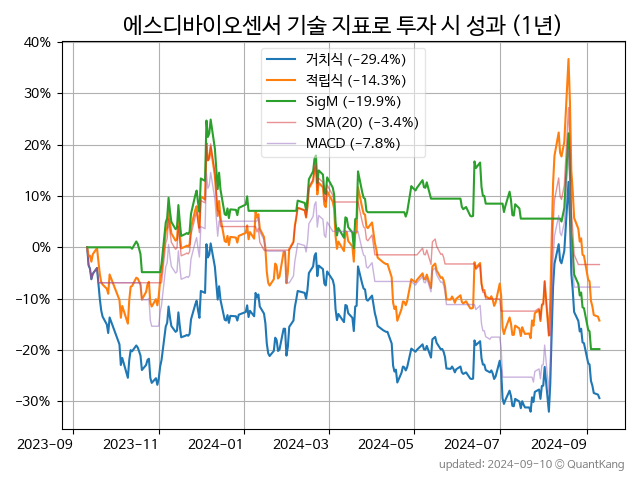 에스디바이오센서 기술 지표로 투자 시 성과 (1년)
거치식 (−29.4%)
적립식 (−14.3%)
SigM (−19.9%)
SMA(20) (−3.4%)
MACD (−7.8%)
40%
30%
20%
10%
0%
−10%
−20%
−30%
2023-09 2023-11 2024-01 2024-03 2024-05 2024-07 2024-09
updated: 2024-09-10 © QuantKang